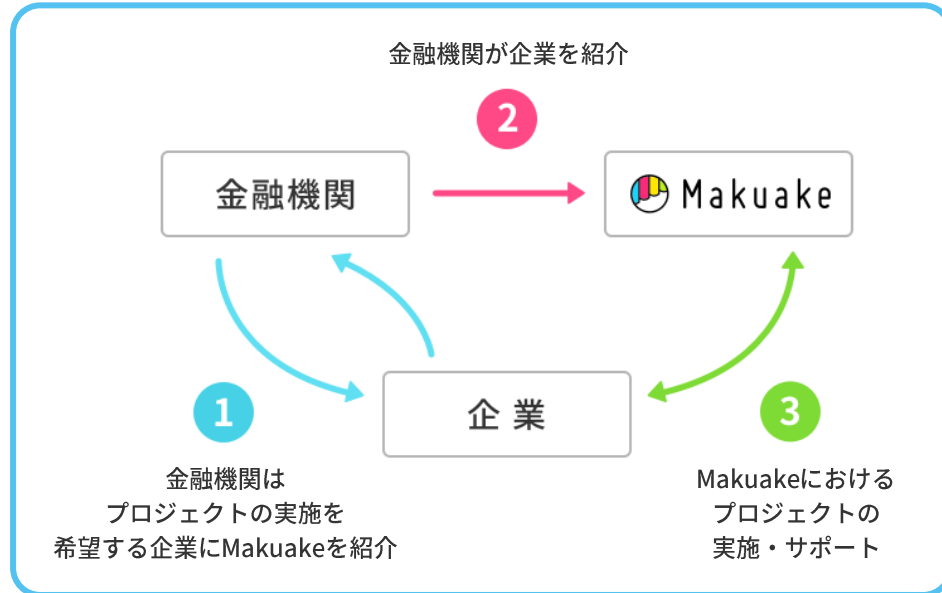 金融機関が企業を紹介
2
金融機関
Makuake
企業
1
3
金融機関は
プロジェクトの実施を
希望する企業にMakuakeを紹介
Makuakeにおける
プロジェクトの
実施・サポート